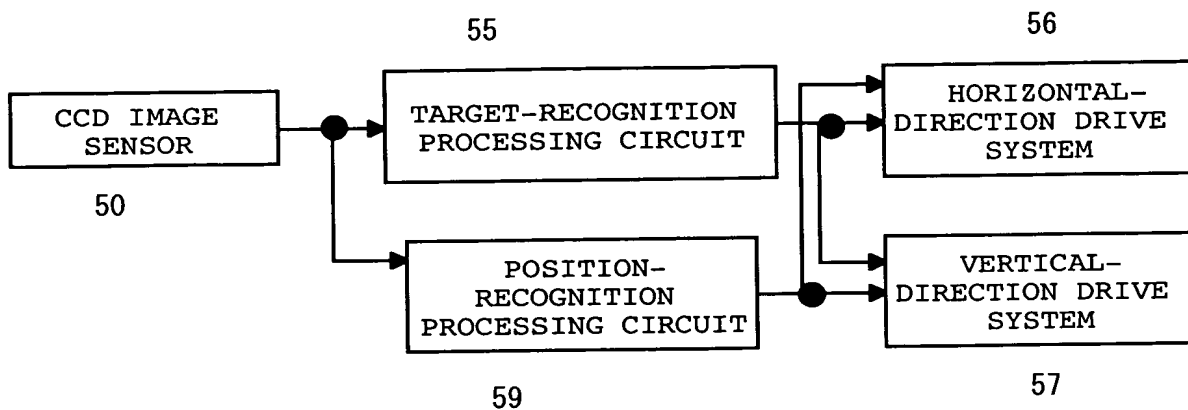 55
56
CCD IMAGE
SENSOR
TARGET-RECOGNITION
PROCESSING CIRCUIT
HORIZONTAL-
DIRECTION DRIVE
SYSTEM
50
POSITION-
RECOGNITION
PROCESSING CIRCUIT
VERTICAL-
DIRECTION DRIVE
SYSTEM
59
57